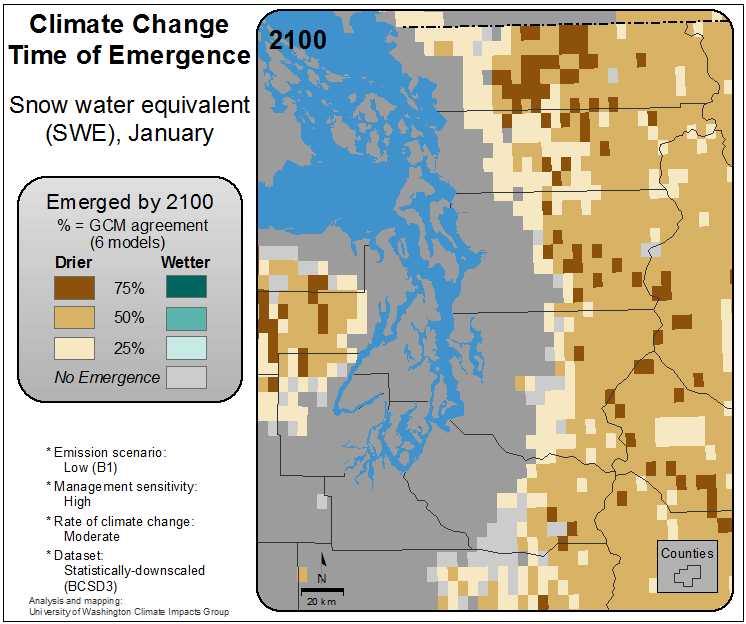 Climate Change
Time of Emergence
Snow water equivalent
(SWE), January
Emerged by 2100
% = GCM agreement
(6 models)
Drier Wetter
75%
50%
25%
No Emergence
* Emission scenario:
Low (B1)
* Management sensitivity:
High
* Rate of climate change:
Moderate
* Dataset:
Statistically-downscaled
(BCSD3)
Analysis and mapping:
University of Washington Climate Impacts Group
2100
N
20 km
Counties